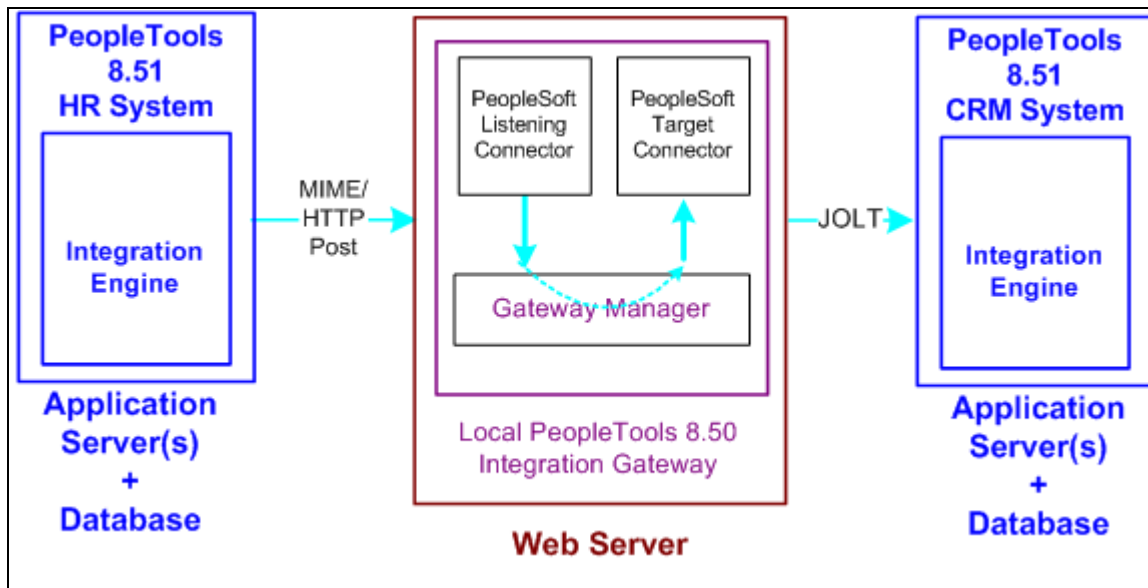 PeopleTools
8.51
HR System
Integration
Engine
Application
Server(s)
+
Database
MIME/
HTTP
Post
PeopleSoft
Listening
Connector
PeopleSoft
Target
Connector
Gateway Manager
Local PeopleTools 8.50
Integration Gateway
Web Server
JOLT
PeopleTools
8.51
CRM System
Integration
Engine
Application
Server(s)
+
Database